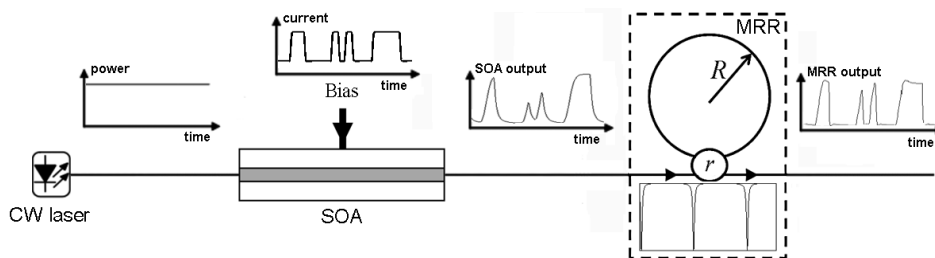 current
time
Bias
power
time
SOA output
time
MRR
R
r
MRR output
time
CW laser
SOA